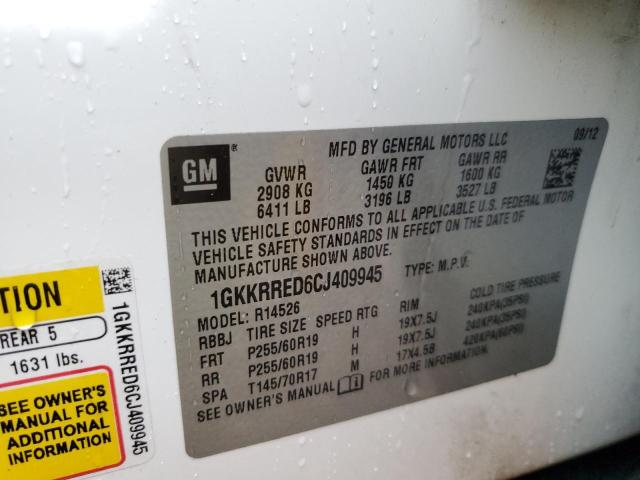 GM
MFD BY GENERAL MOTORS LLC
09/12
GVWR GAWR FRT GAWR RR
2908 KG 1450 KG 1600 KG
6411 LB 3196 LB 3527 LB
THIS VEHICLE CONFORMS TO ALL APPLICABLE U.S. FEDERAL MOTOR
VEHICLE SAFETY STANDARDS IN EFFECT ON THE DATE OF
MANUFACTURE SHOWN ABOVE.
1GKKRRED6CJ409945 TYPE: M.P.V.
MODEL: R14526
RBBJ TIRE SIZE SPEED RTG RIM COLD TIRE PRESSURE
FRT P255/60R19 H 19X7.5J 240KPA(35PSI)
RR P255/60R19 H 19X7.5J 240KPA(35PSI)
SPA T145/70R17 M 17X4.5B 420KPA(60PSI)
SEE OWNER'S MANUAL FOR MORE INFORMATION.
TION
REAR 5
1631 lbs.
SEE OWNER'S
MANUAL FOR
ADDITIONAL
INFORMATION
1GKKRRED6CJ409945